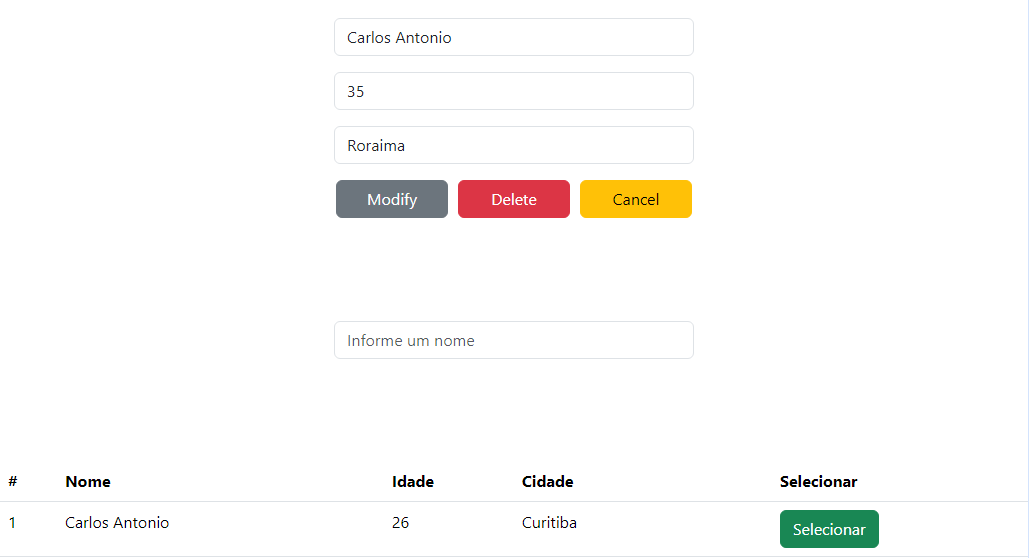 Carlos Antonio
35
Roraima
Modify Delete Cancel
Informe um nome
# Nome Idade Cidade Selecionar
1 Carlos Antonio 26 Curitiba Selecionar